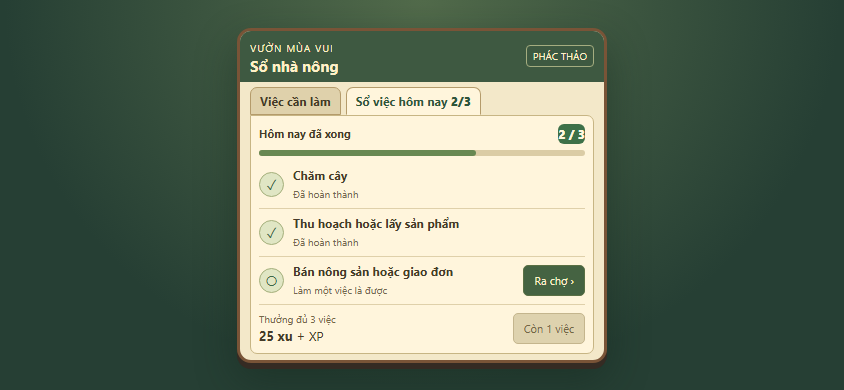 VƯỜN MÙA VUI
Sổ nhà nông
PHÁC THẢO
Việc cần làm
Sổ việc hôm nay 2/3
Hôm nay đã xong
2 / 3
✓
Chăm cây
Đã hoàn thành
✓
Thu hoạch hoặc lấy sản phẩm
Đã hoàn thành
Bán nông sản hoặc giao đơn
Làm một việc là được
Ra chợ ›
Thưởng đủ 3 việc
25 xu + XP
Còn 1 việc